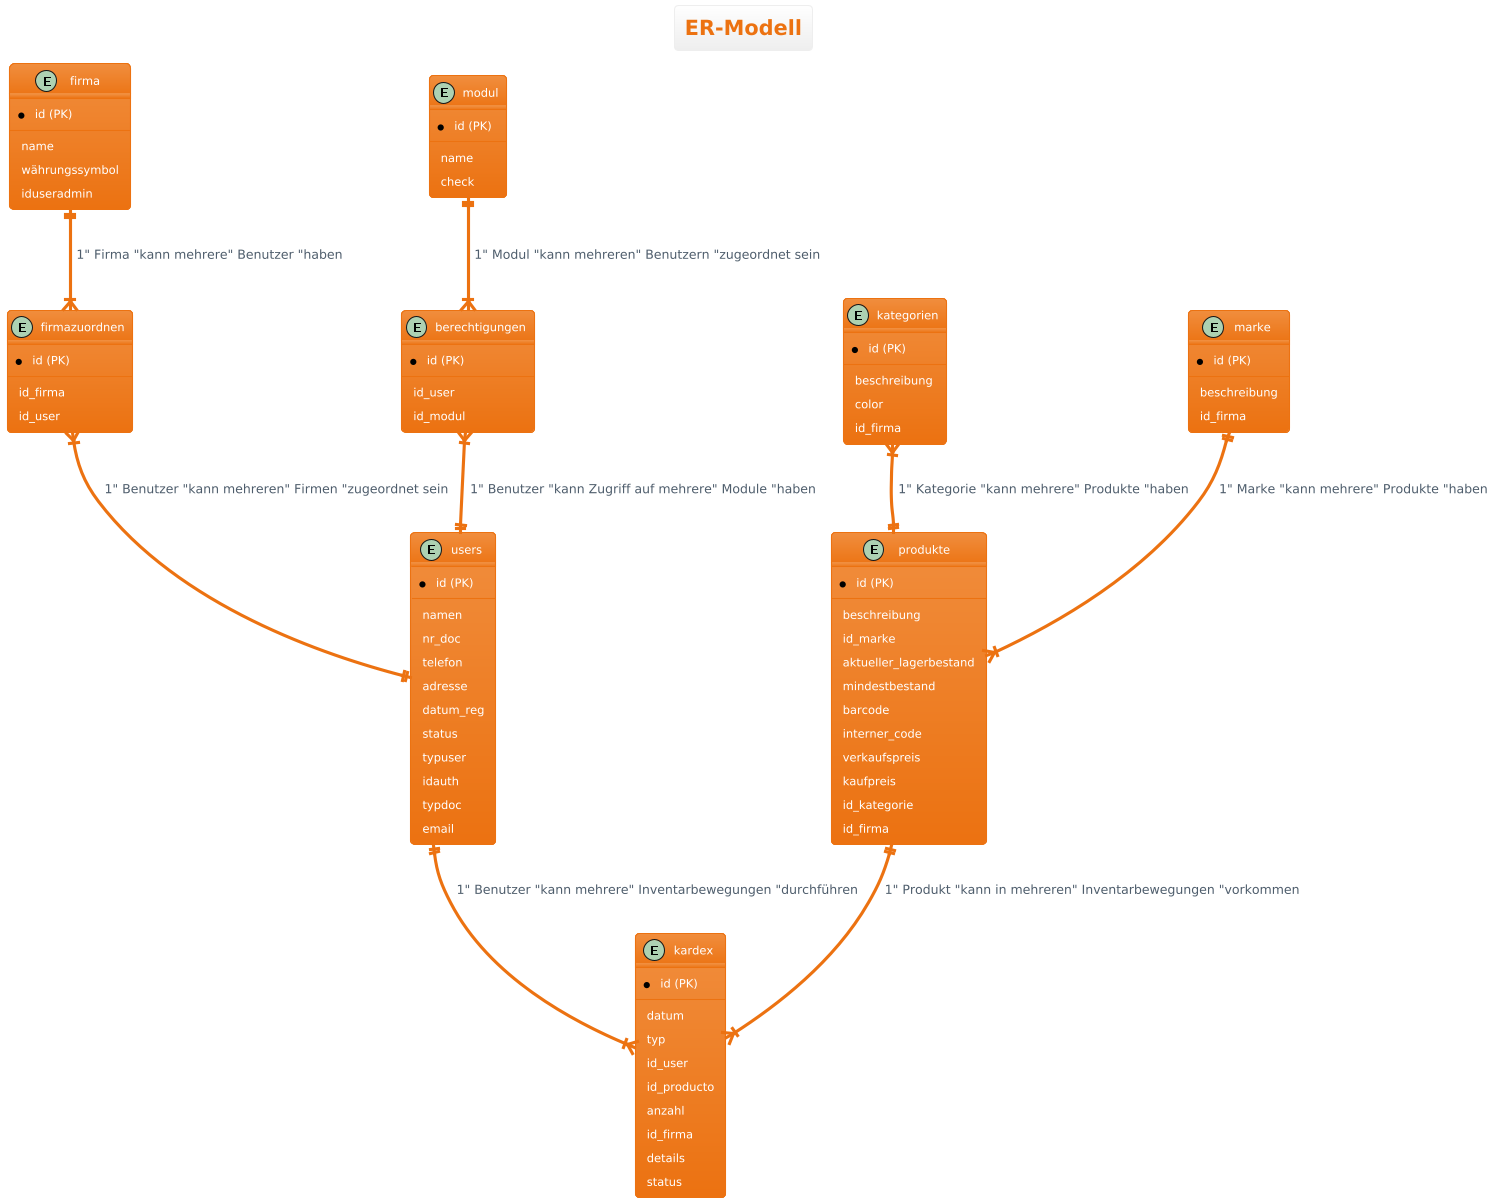 ER-Modell
E firma
id (PK)
name
währungssymbol
iduseradmin
E modul
id (PK)
name
check
1" Firma "kann mehrere" Benutzer "haben
1" Modul "kann mehreren" Benutzern "zugeordnet sein
E firmazuordnen
id (PK)
id_firma
id_user
E berechtigungen
id (PK)
id_user
id_modul
E kategorien
id (PK)
beschreibung
color
id_firma
E marke
id (PK)
beschreibung
id_firma
1" Benutzer "kann mehreren" Firmen "zugeordnet sein
1" Benutzer "kann Zugriff auf mehrere" Module "haben
1" Kategorie "kann mehrere" Produkte "haben
1" Marke "kann mehrere" Produkte "haben
E users
id (PK)
namen
nr_doc
telefon
adresse
datum_reg
status
typuser
idauth
typdoc
email
E produkte
id (PK)
beschreibung
id_marke
aktueller_lagerbestand
mindestbestand
barcode
interner_code
verkaufspreis
kaufpreis
id_kategorie
id_firma
1" Benutzer "kann mehrere" Inventarbewegungen "durchführen
1" Produkt "kann in mehreren" Inventarbewegungen "vorkommen
E kardex
id (PK)
datum
typ
id_user
id_producto
anzahl
id_firma
details
status